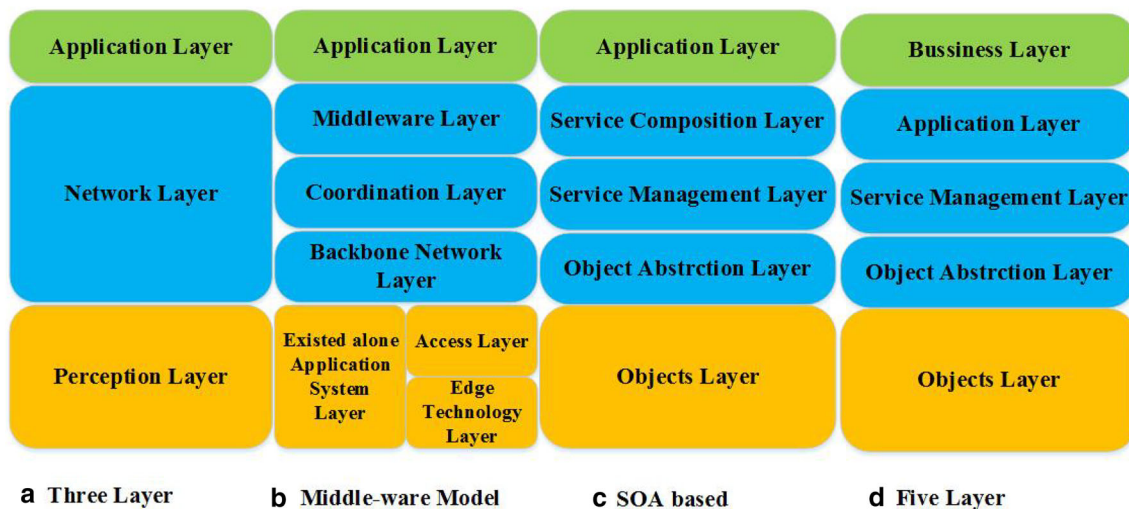 Application Layer
Network Layer
Perception Layer
a Three Layer
Application Layer
Middleware Layer
Coordination Layer
Backbone Network
Layer
Existed alone
Application
System
Layer
Access Layer
Edge
Technology
Layer
b Middle-ware Model
Application Layer
Service Composition Layer
Service Management Layer
Object Abstrction Layer
Objects Layer
c SOA based
Bussiness Layer
Application Layer
Service Management Layer
Object Abstrction Layer
Objects Layer
d Five Layer